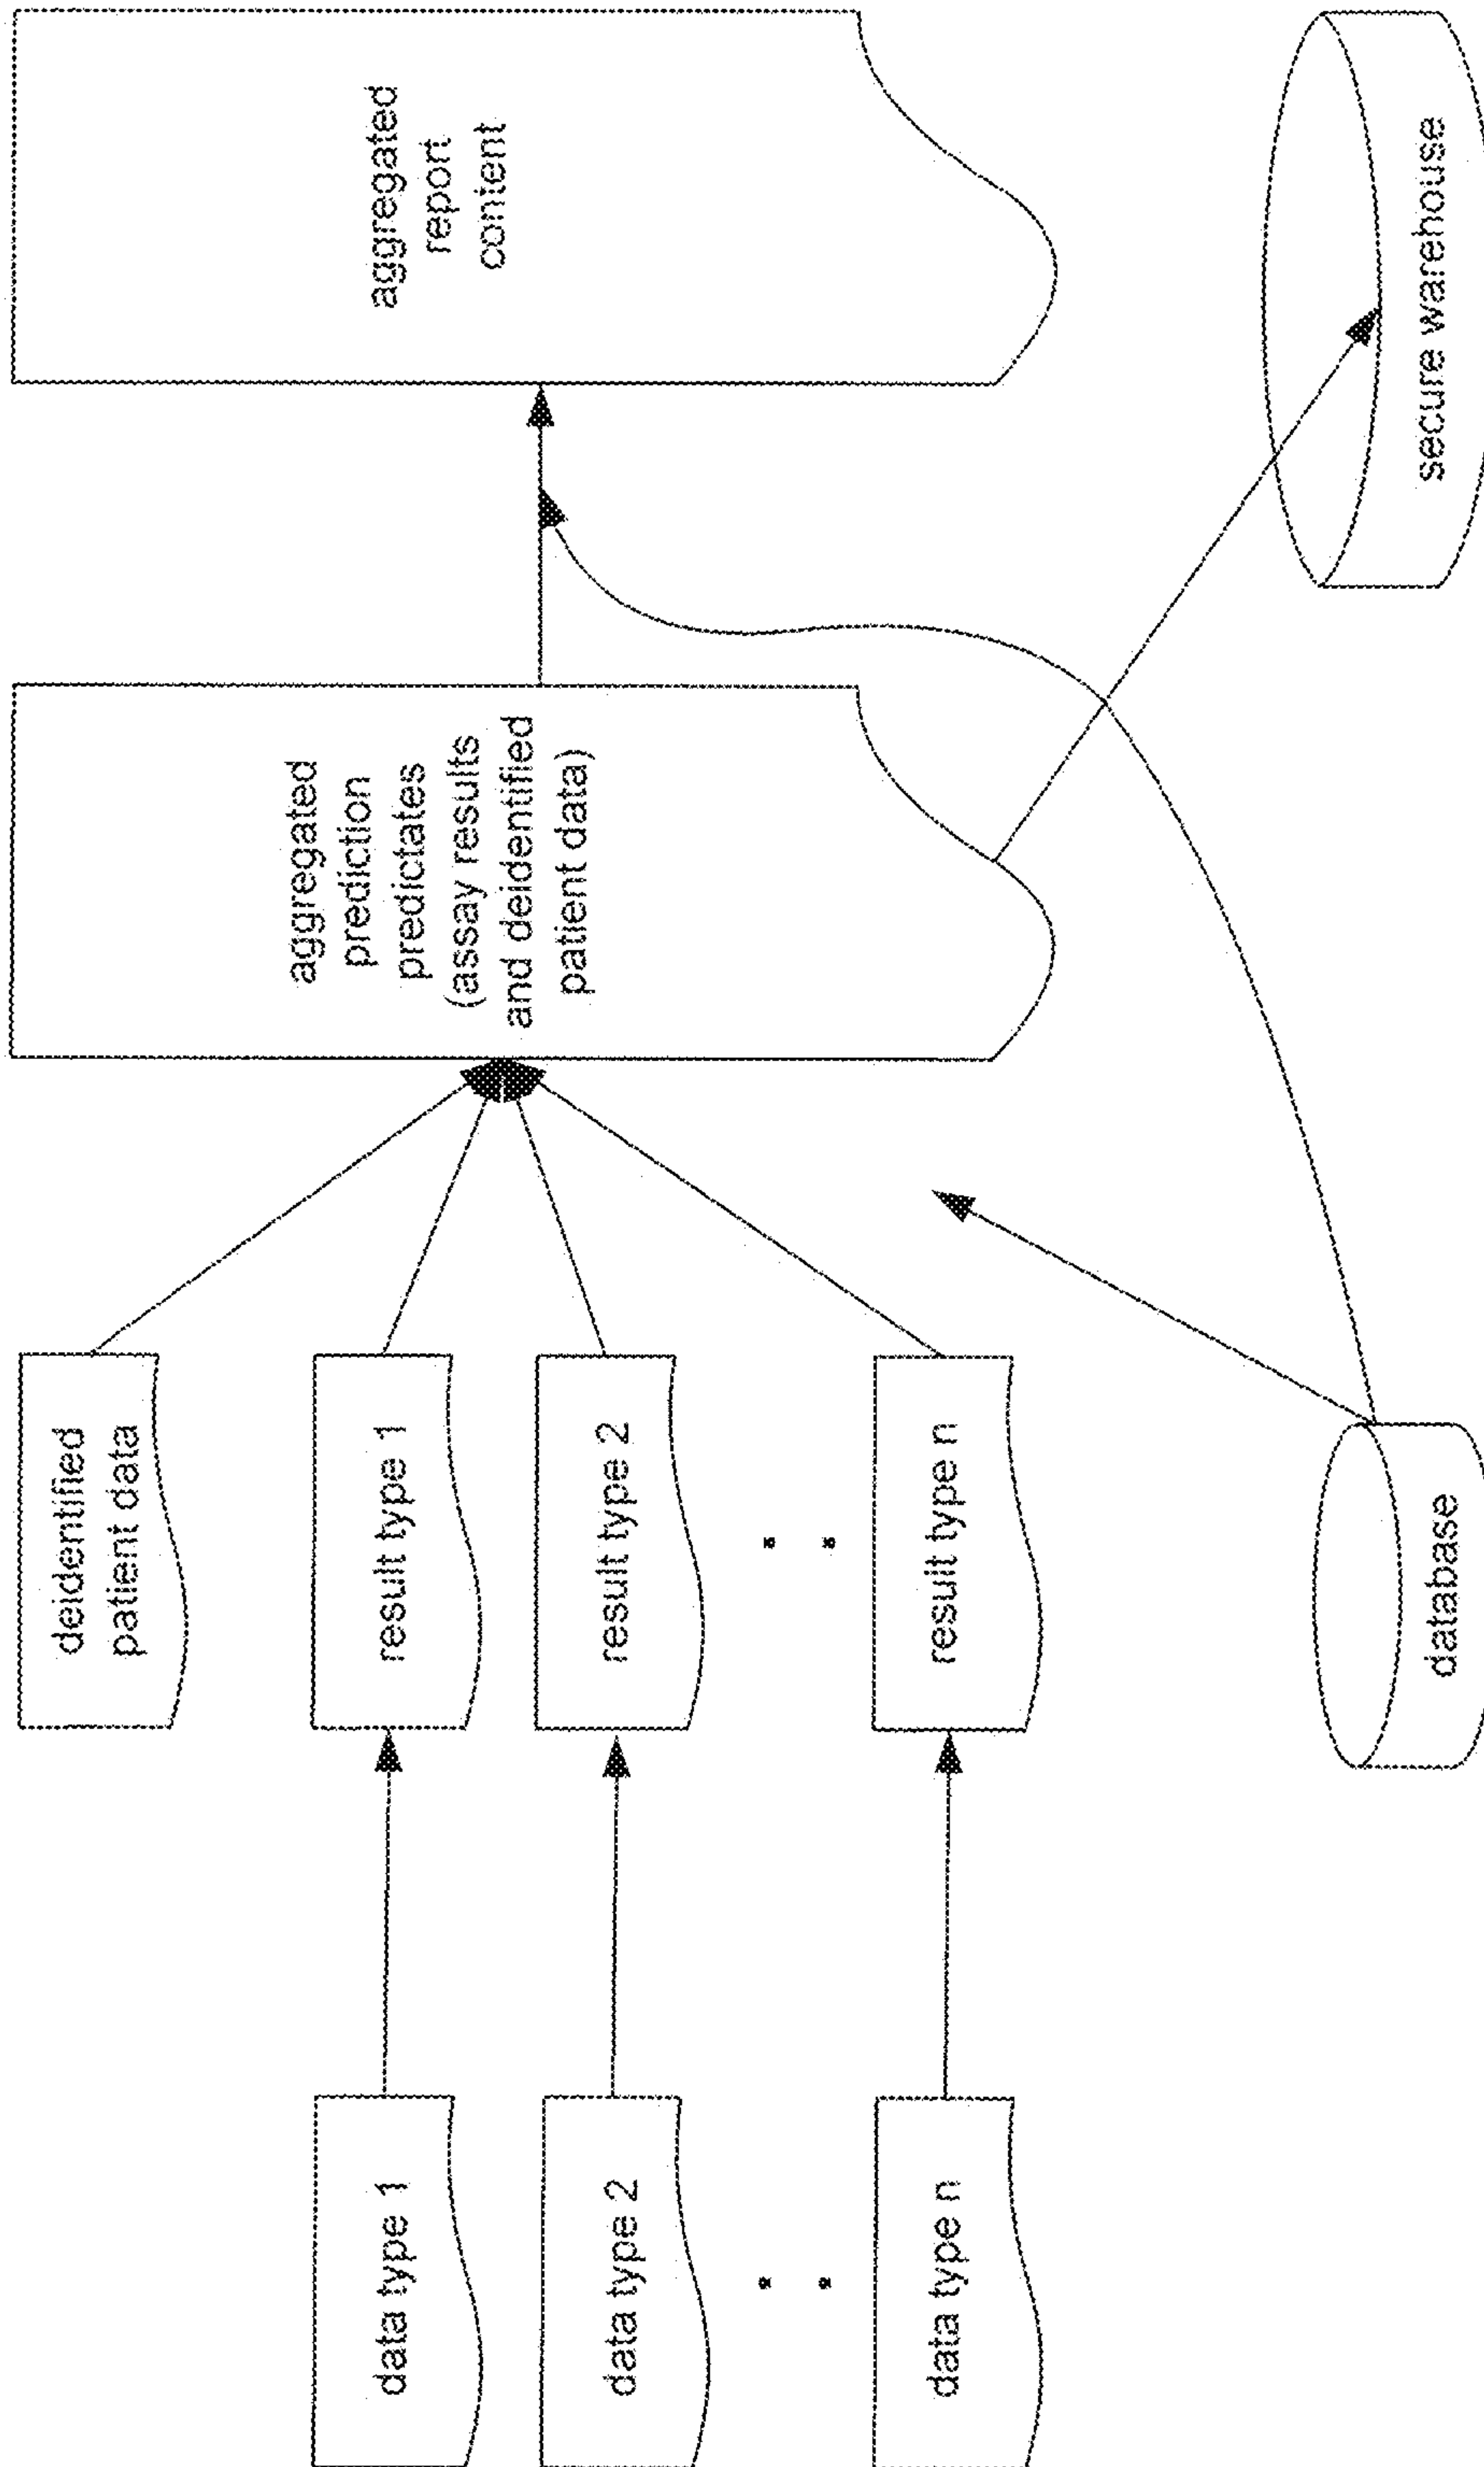 deidentified
patient data
data type 1
result type 1
data type 2
result type 2
data type n
result type n
aggregated
prediction
predictates
(assay results
and deidentified
patient data)
aggregated
report
content
database
secure warehouse